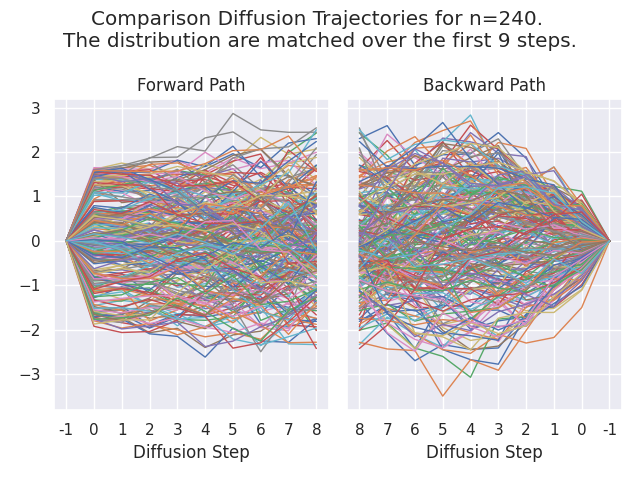 Comparison Diffusion Trajectories for n=240.
The distribution are matched over the first 9 steps.
Forward Path
Backward Path
3
2
1
0
−1
−2
−3
-1 0 1 2 3 4 5 6 7 8
8 7 6 5 4 3 2 1 0 -1
Diffusion Step
Diffusion Step